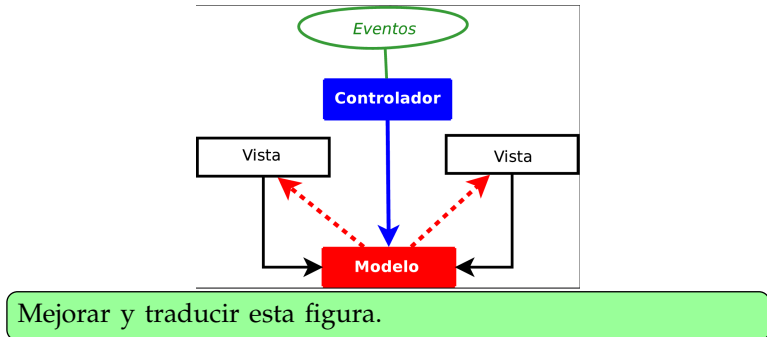 Eventos
Controlador
Vista
Vista
Modelo
Mejorar y traducir esta figura.